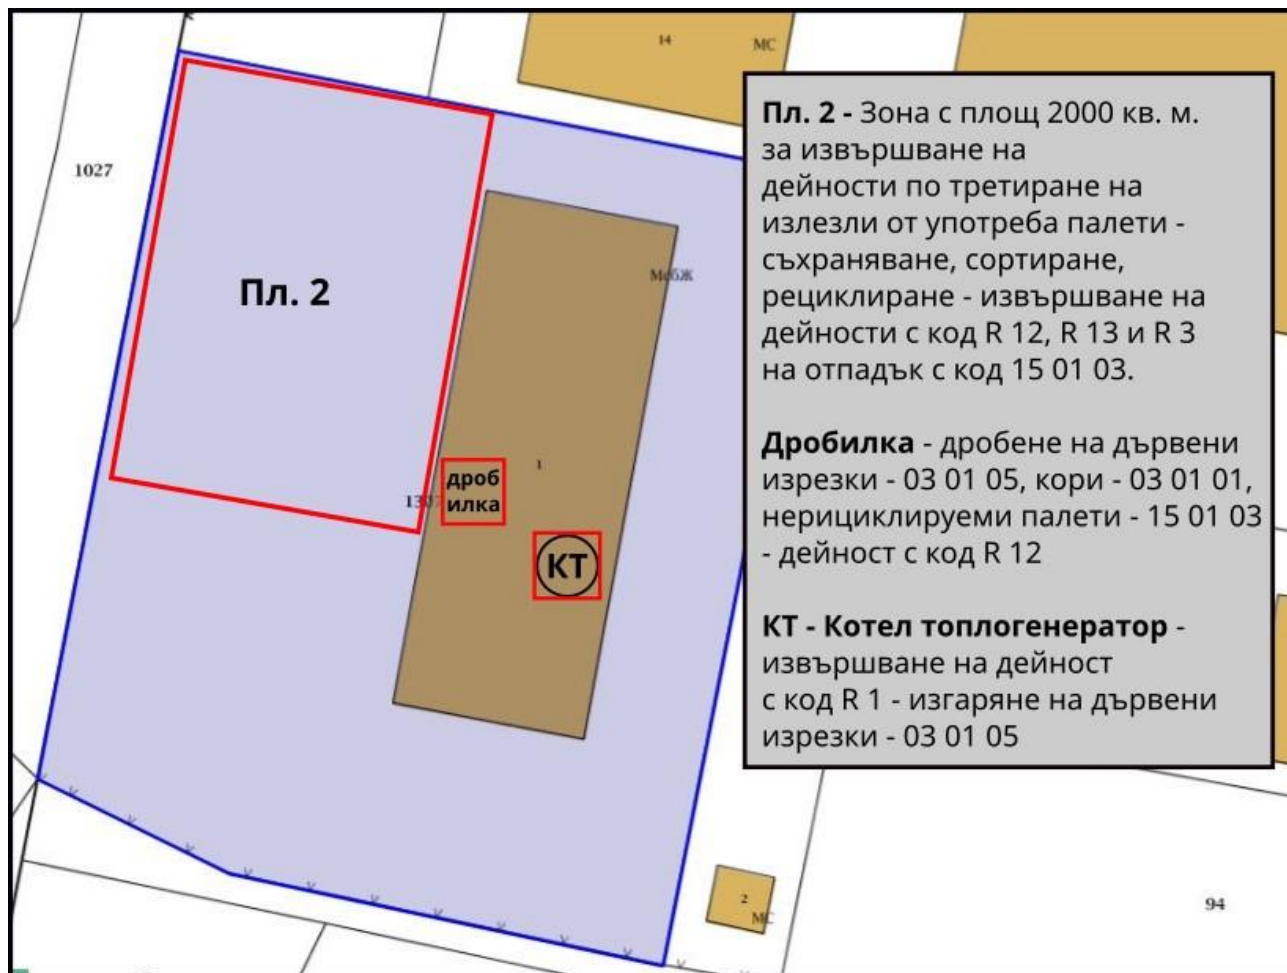 14
МС
1027
Пл. 2
1
дроб
илка
КТ
2
МС
94
Пл. 2 - Зона с площ 2000 кв. м.
за извършване на
дейности по третиране на
излезли от употреба палети -
съхраняване, сортиране,
рециклиране - извършване на
дейности с код R 12, R 13 и R 3
на отпадък с код 15 01 03.
Дробилка - дробене на дървени
изрезки - 03 01 05, кори - 03 01 01,
нерициклируеми палети - 15 01 03
- дейност с код R 12
КТ - Котел топлогенератор -
извършване на дейност
с код R 1 - изгаряне на дървени
изрезки - 03 01 05